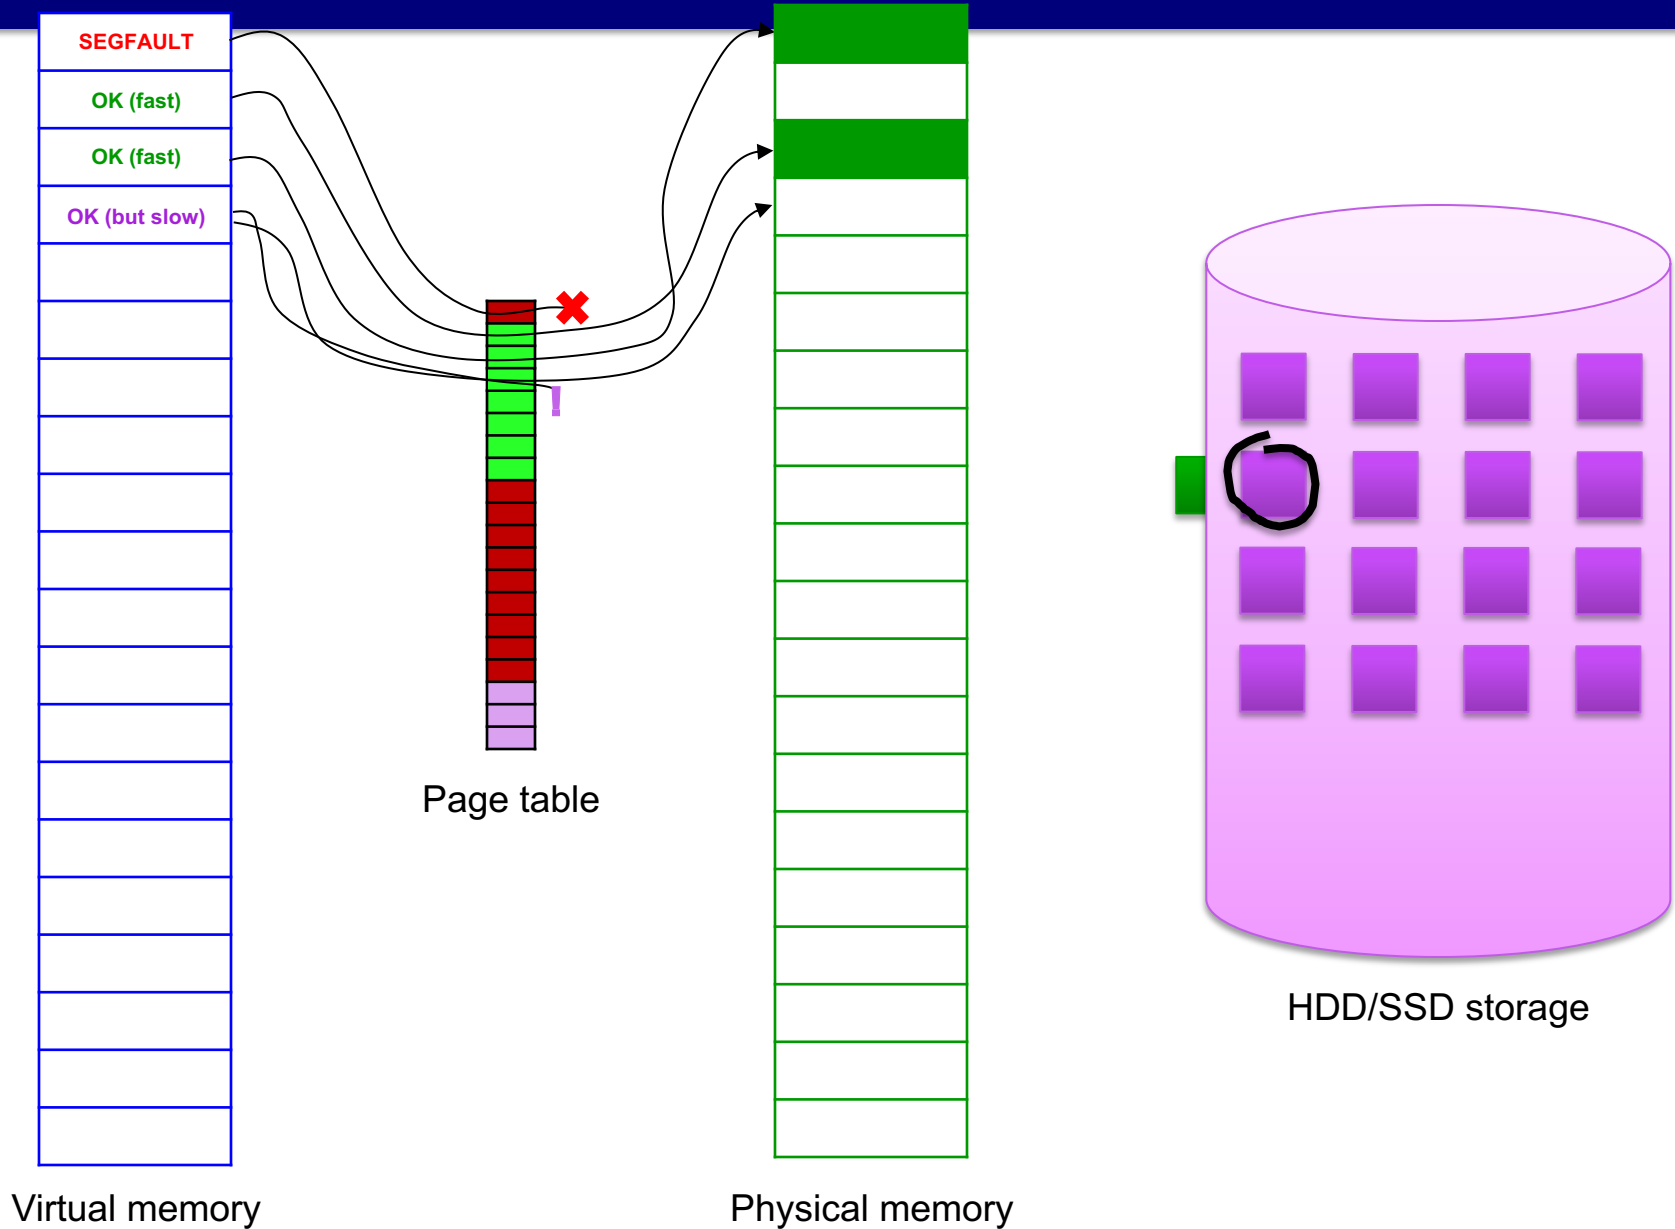 SEGFAULT
OK (fast)
OK (fast)
OK (but slow)
!
Page table
HDD/SSD storage
Virtual memory
Physical memory